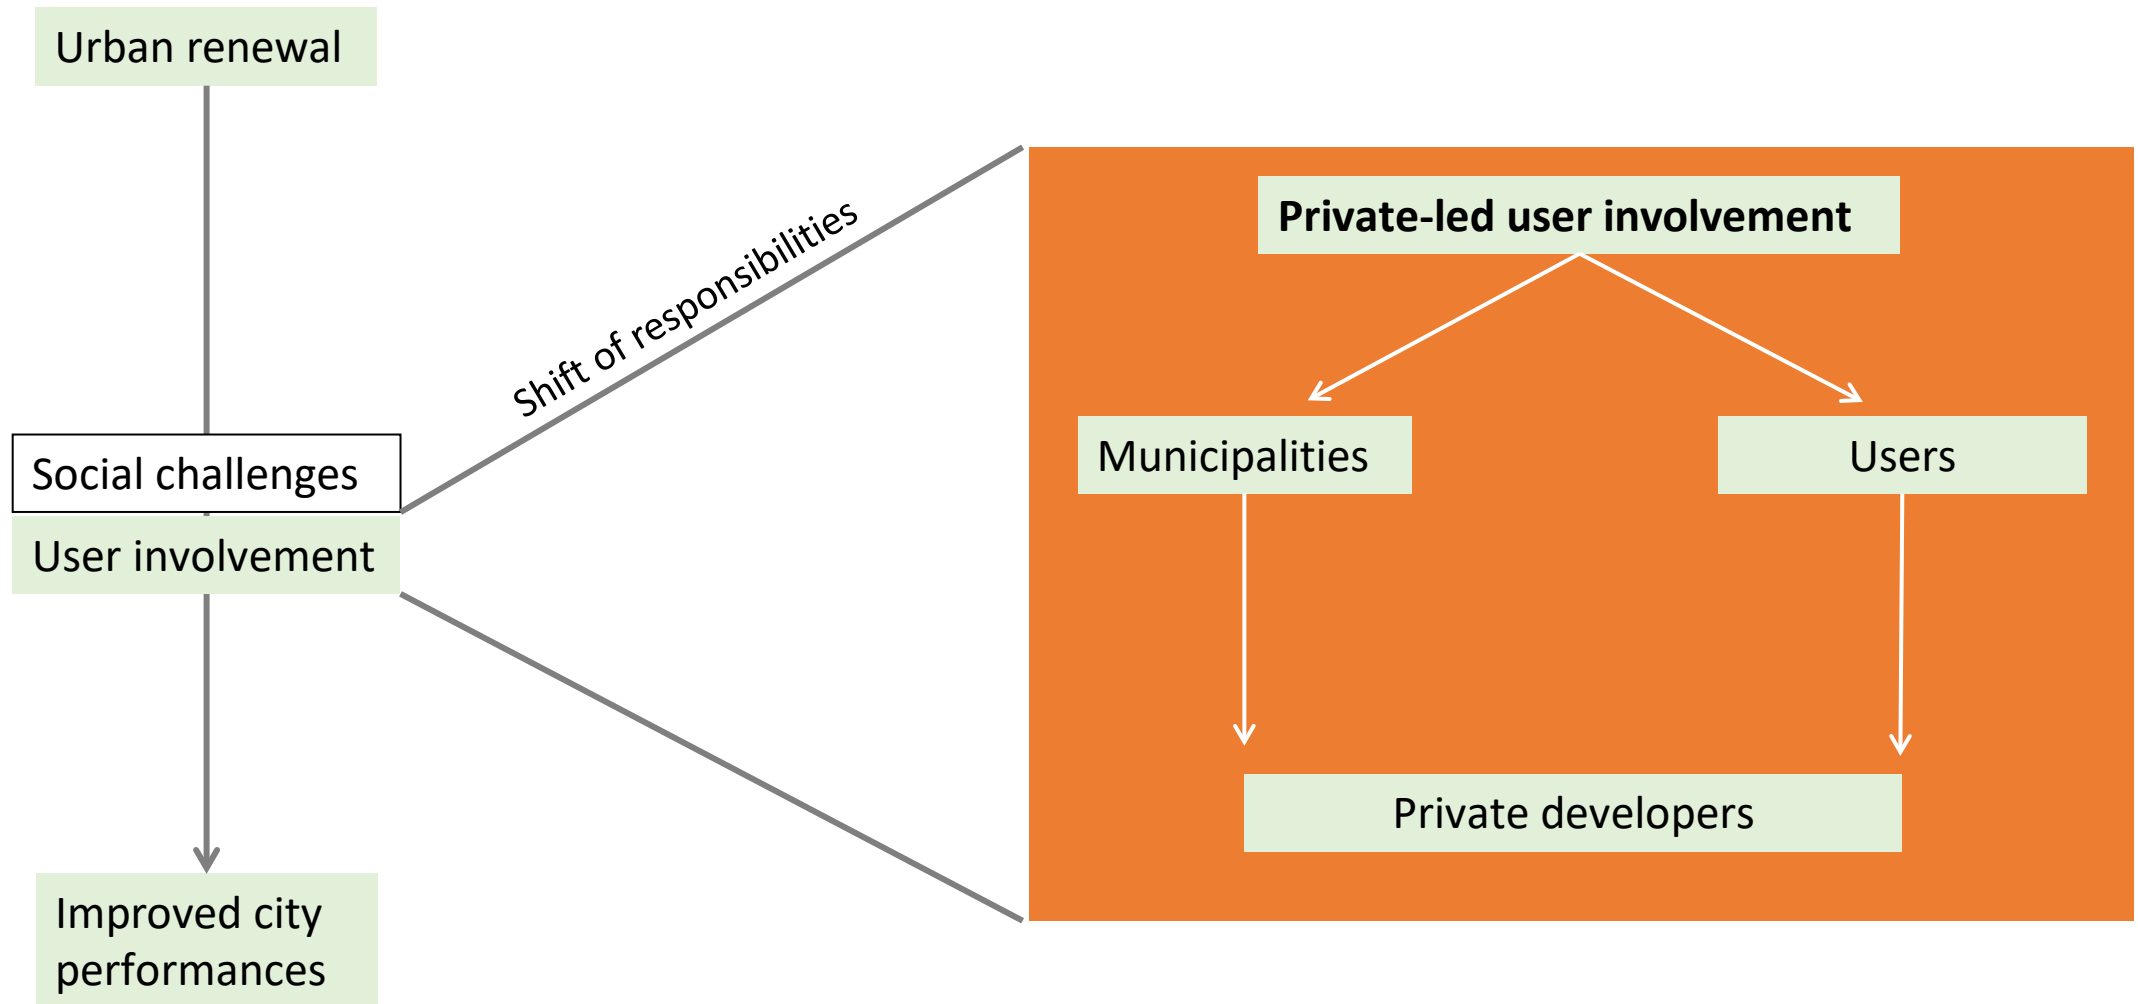 Urban renewal
Shift of responsibilities
Social challenges
User involvement
Improved city
performances
Private-led user involvement
Municipalities
Users
Private developers